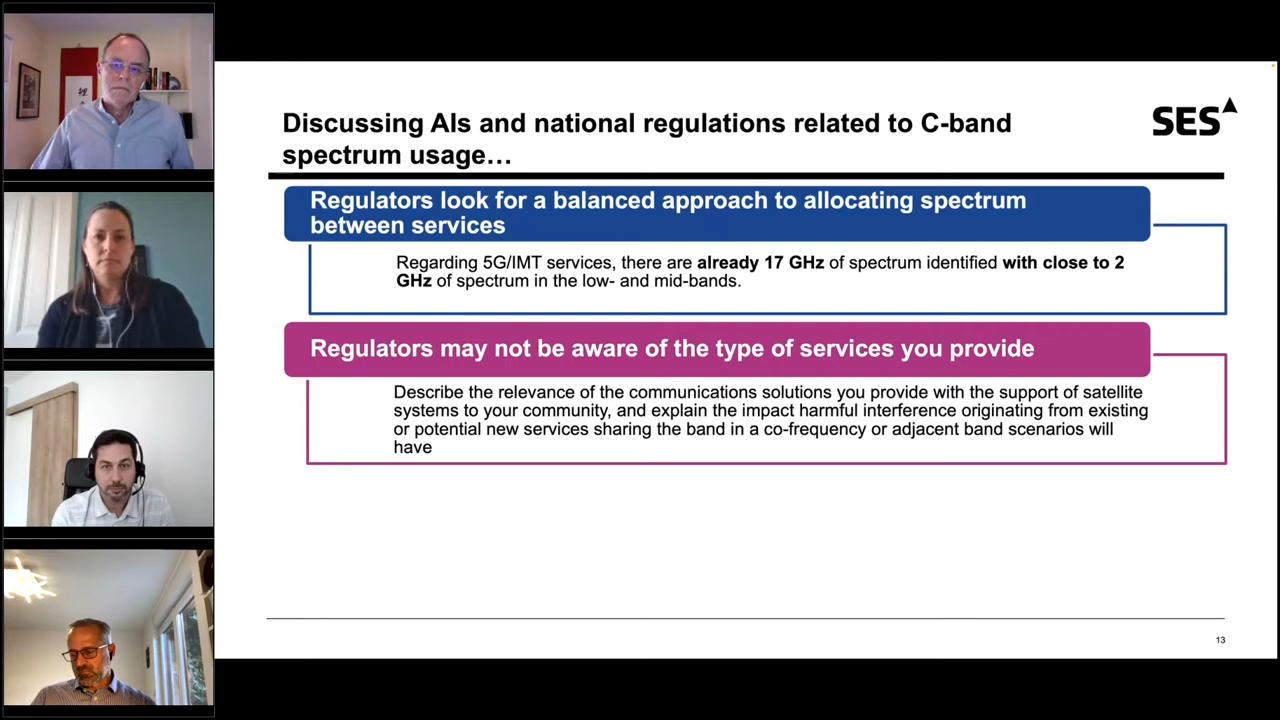 Discussing AIs and national regulations related to C-band
spectrum usage…
SES
Regulators look for a balanced approach to allocating spectrum
between services
Regarding 5G/IMT services, there are already 17 GHz of spectrum identified with close to 2
GHz of spectrum in the low- and mid-bands.
Regulators may not be aware of the type of services you provide
Describe the relevance of the communications solutions you provide with the support of satellite
systems to your community, and explain the impact harmful interference originating from existing
or potential new services sharing the band in a co-frequency or adjacent band scenarios will
have
13